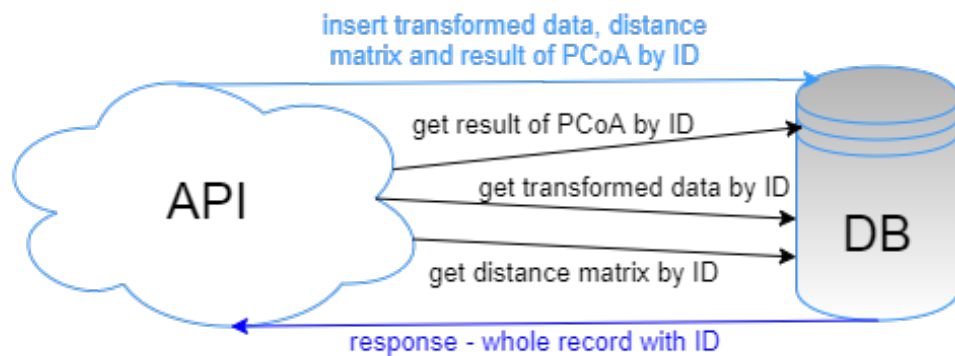 insert transformed data, distance
matrix and result of PCoA by ID
get result of PCoA by ID
get transformed data by ID
API
DB
get distance matrix by ID
response - whole record with ID